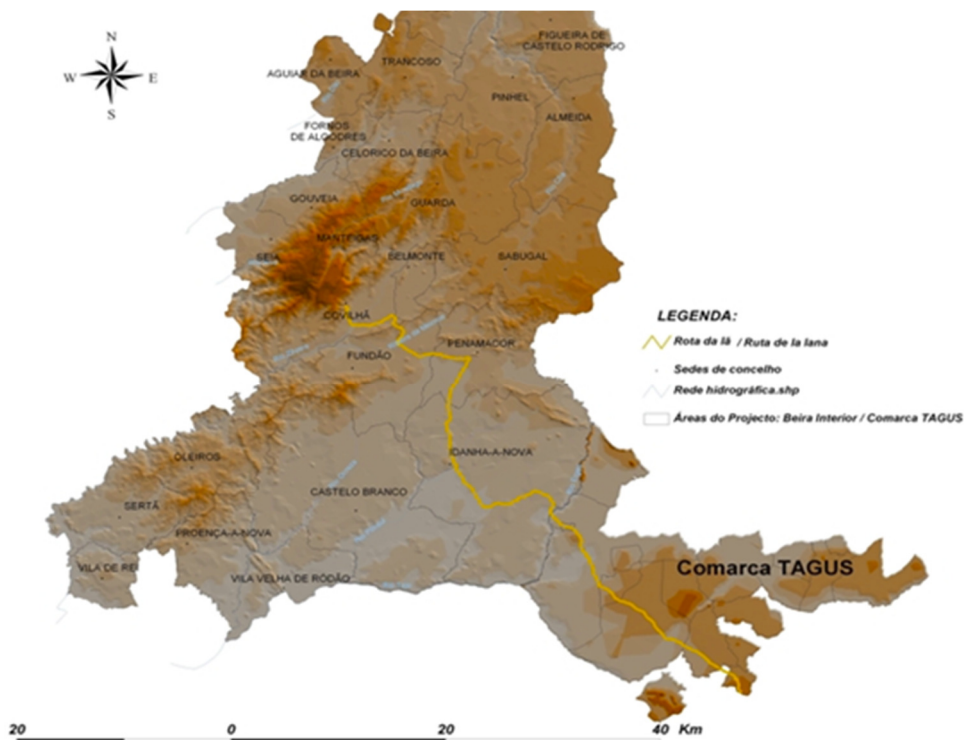 N
W E
S
FIGUEIRA DE
CASTELO RODRIGO
TRANCOSO
AGUIAR DA BEIRA
PINHEL
ALMEIDA
FORNOS
DE ALGODRES
CELORICO DA BEIRA
GOUVEIA
GUARDA
MANTEIGAS
SEIA
BELMONTE
SABUGAL
COVILHÃ
FUNDÃO
PENAMACOR
LEGENDA:
Rota da lã / Ruta de la lana
Sedes de concelho
Rede hidrográfica.shp
Áreas do Projecto: Beira Interior / Comarca TAGUS
IDANHA-A-NOVA
OLEIROS
CASTELO BRANCO
SERTÃ
PROENÇA-A-NOVA
VILA DE REI
VILA VELHA DE RÓDÃO
Comarca TAGUS
20 0 20 40 Km